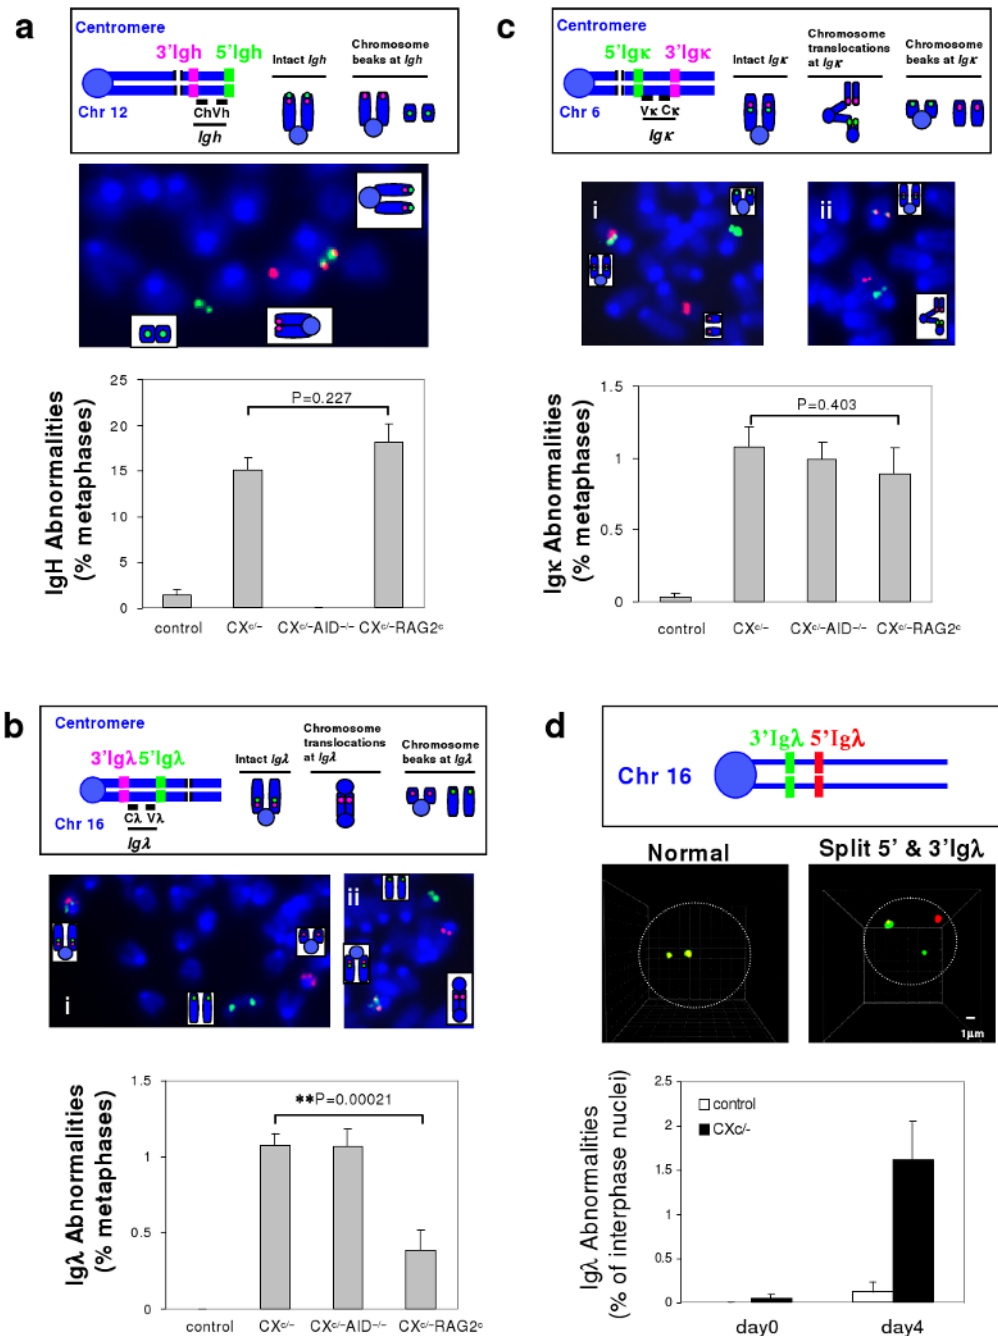 a
Centromere
3'Igh 5'Igh
Chr 12
ChVh
Igh
Intact Igh
Chromosome
beaks at Igh
25
20
15
10
5
0
IgH Abnormalities
(% metaphases)
P=0.227
control CXc/- CXc/-AID-/- CXc/-RAG2c
c
Centromere
5'Igκ 3'Igκ
Chr 6
Vκ Cκ
Igκ
Intact Igκ
Chromosome
translocations
at Igκ
Chromosome
beaks at Igκ
i
ii
1.5
1
0.5
0
Igκ Abnormalities
(% metaphases)
P=0.403
control CXc/- CXc/-AID-/- CXc/-RAG2c
b
Centromere
3'Igλ5'Igλ
Chr 16
Cλ Vλ
Igλ
Intact Igλ
Chromosome
translocations
at Igλ
Chromosome
beaks at Igλ
i
ii
1.5
1
0.5
0
Igλ Abnormalities
(% metaphases)
**P=0.00021
control CXc/- CXc/-AID-/- CXc/-RAG2c
d
3'Igλ 5'Igλ
Chr 16
Normal
Split 5' & 3'Igλ
1μm
2.5
2
1.5
1
0.5
0
Igλ Abnormalities
(% of interphase nuclei)
control
CXc/-
day0 day4